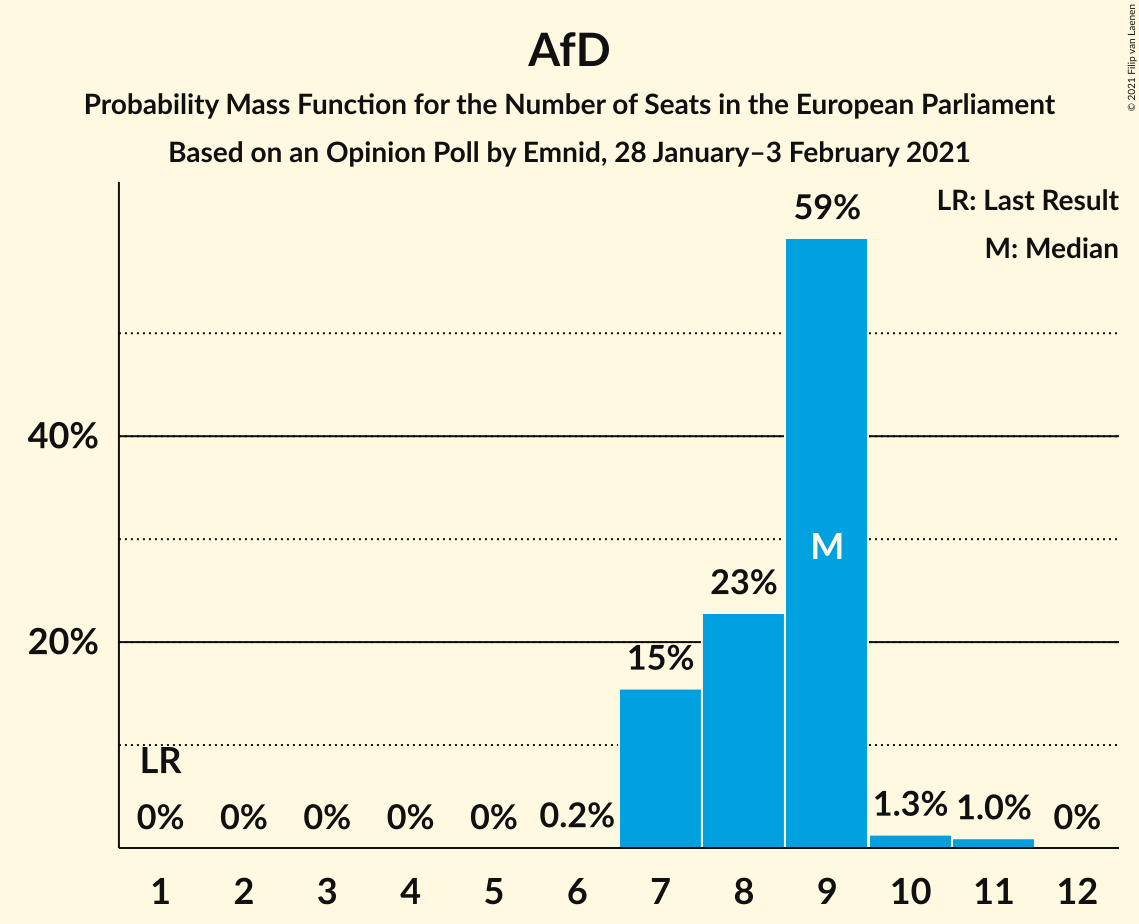 AfD
Probability Mass Function for the Number of Seats in the European Parliament
Based on an Opinion Poll by Emnid, 28 January–3 February 2021
© 2021 Filip van Laenen
LR: Last Result
M: Median
59%
40%
M
23%
20%
15%
LR
0% 0% 0% 0% 0% 0.2% 1.3% 1.0% 0%
1 2 3 4 5 6 7 8 9 10 11 12